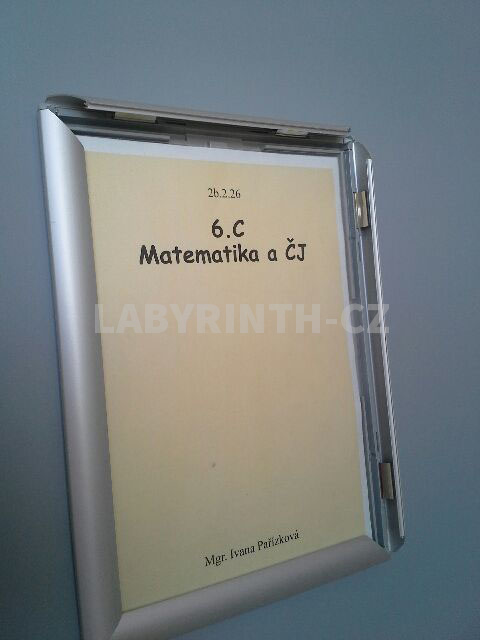 2b.2.26
6.C
Matematika a ČJ
LABYRINTH-CZ
Mgr. Ivana Pařízková